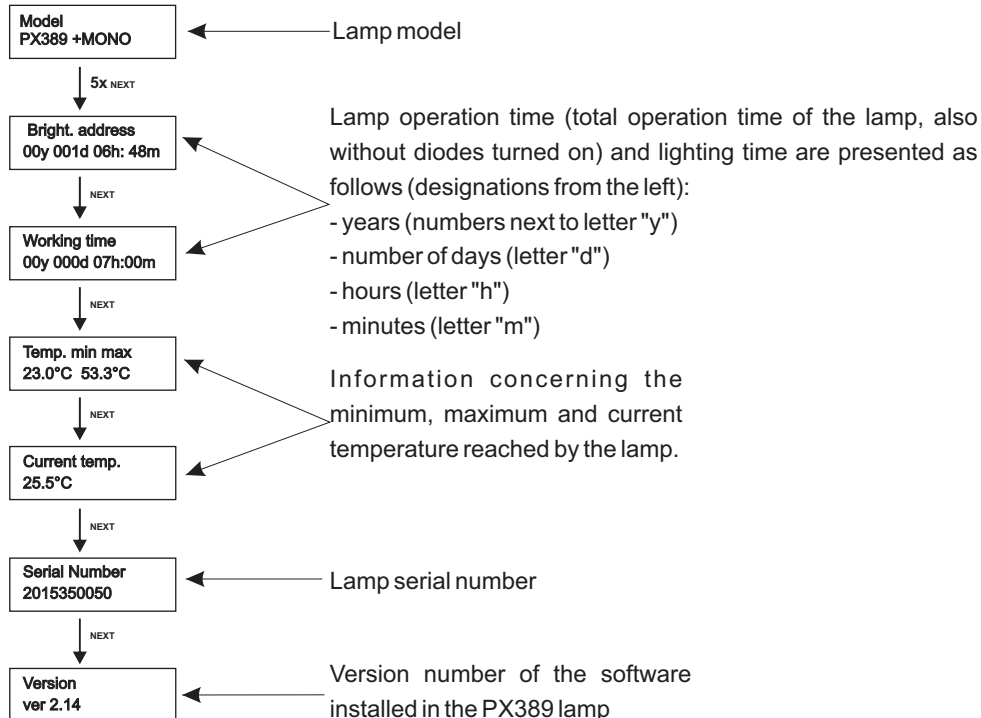 Model
PX389 +MONO
Lamp model
5x NEXT
Bright. address
00y 001d 06h: 48m
Lamp operation time (total operation time of the lamp, also
without diodes turned on) and lighting time are presented as
follows (designations from the left):
- years (numbers next to letter "y")
- number of days (letter "d")
- hours (letter "h")
- minutes (letter "m")
NEXT
Working time
00y 000d 07h:00m
NEXT
Temp. min max
23.0°C 53.3°C
Information concerning the
minimum, maximum and current
temperature reached by the lamp.
NEXT
Current temp.
25.5°C
NEXT
Serial Number
2015350050
Lamp serial number
NEXT
Version
ver 2.14
Version number of the software
installed in the PX389 lamp